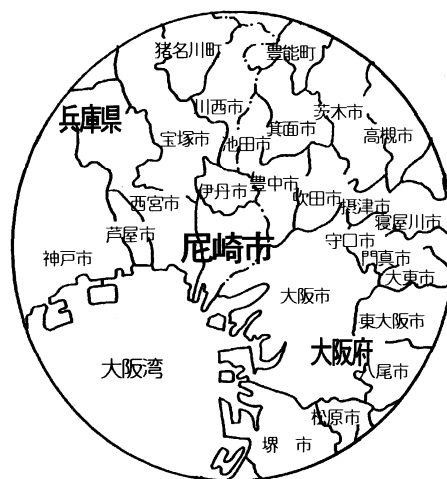 猪名川町
豊能町
兵庫県
川西市
茨木市
宝塚市
池田市
箕面市
高槻市
西宮市
伊丹市
豊中市
吹田市
摂津市
寝屋川市
芦屋市
尼崎市
守口市
門真市
神戸市
大東市
大阪市
東大阪市
大阪湾
大阪府
八尾市
松原市
堺市